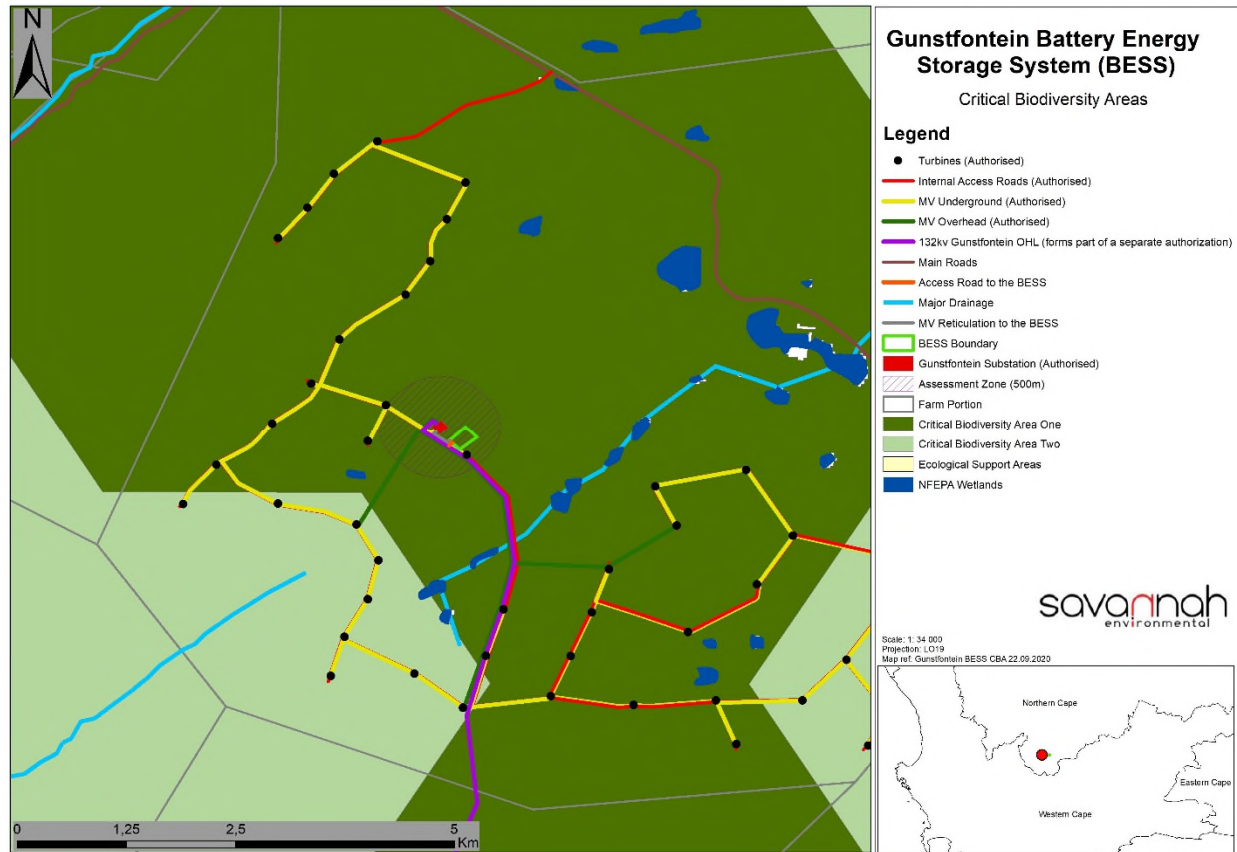 N
Gunstfontein Battery Energy
Storage System (BESS)
Critical Biodiversity Areas
Legend
Turbines (Authorised)
Internal Access Roads (Authorised)
MV Underground (Authorised)
MV Overhead (Authorised)
132kv Gunstfontein OHL (forms part of a separate authorization)
Main Roads
Access Road to the BESS
Major Drainage
MV Reticulation to the BESS
BESS Boundary
Gunstfontein Substation (Authorised)
Assessment Zone (500m)
Farm Portion
Critical Biodiversity Area One
Critical Biodiversity Area Two
Ecological Support Areas
NFEPA Wetlands
savannah
environmental
Scale: 1: 34 000
Projection: LO19
Map ref: Gunstfontein BESS CBA 22.09.2020
Northern Cape
Eastern Cape
Western Cape
0 1,25 2,5 5
Km